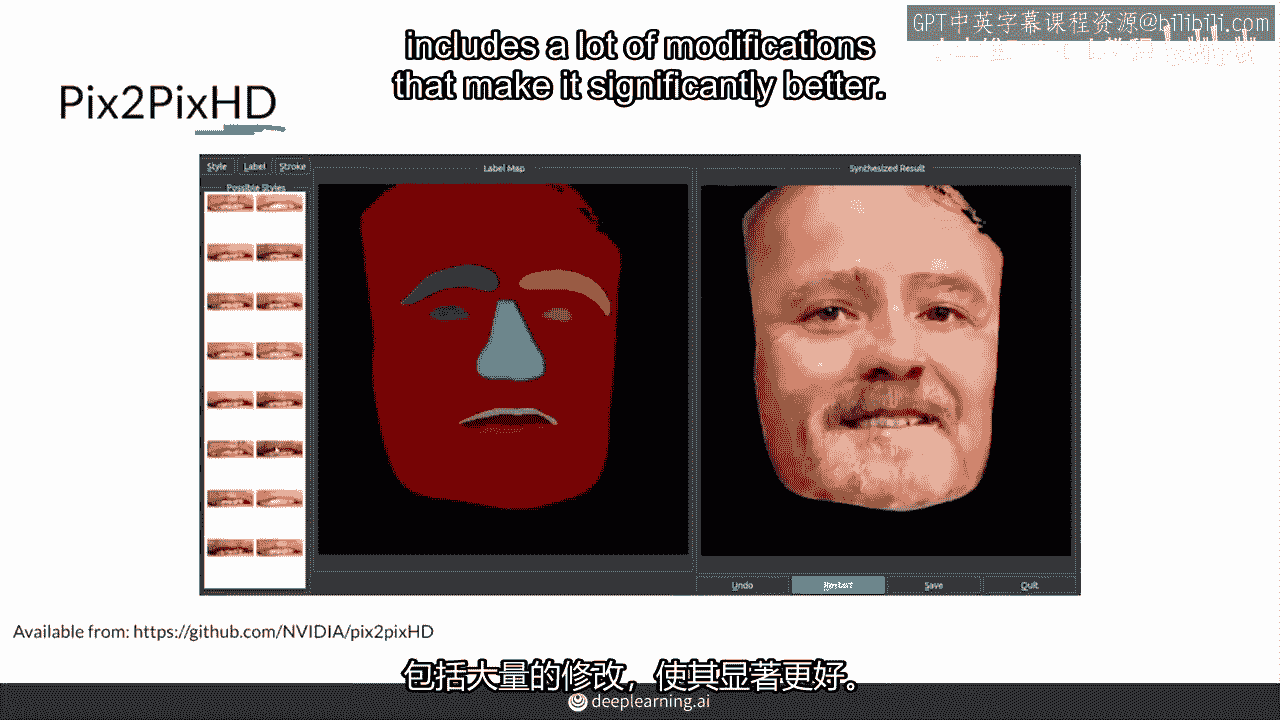 GPT中英字幕课程资源@bilibili.com
includes a lot of modifications
that make it significantly better.
Pix2PixHD
Style Label Stroke
Possible Styles
Label Map
Synthesized Result
Undo Restart Save Quit
Available from: https://github.com/NVIDIA/pix2pixHD
包括大量的修改，使其显著更好。
deeplearning.ai